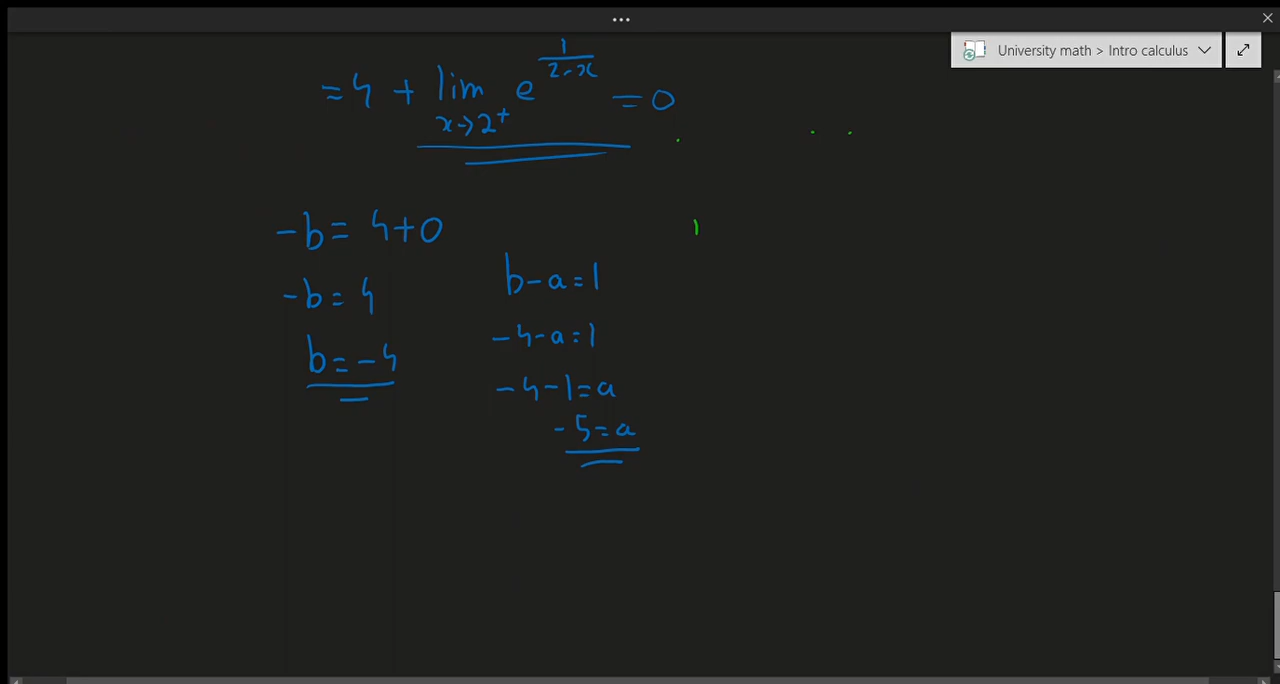 University math > Intro calculus
= 4 + lim e^(1/(2-x)) = 0
x→2⁺
-b = 4+0
-b = 4
b = -4
b - a = 1
-4 - a = 1
-4 - 1 = a
-5 = a